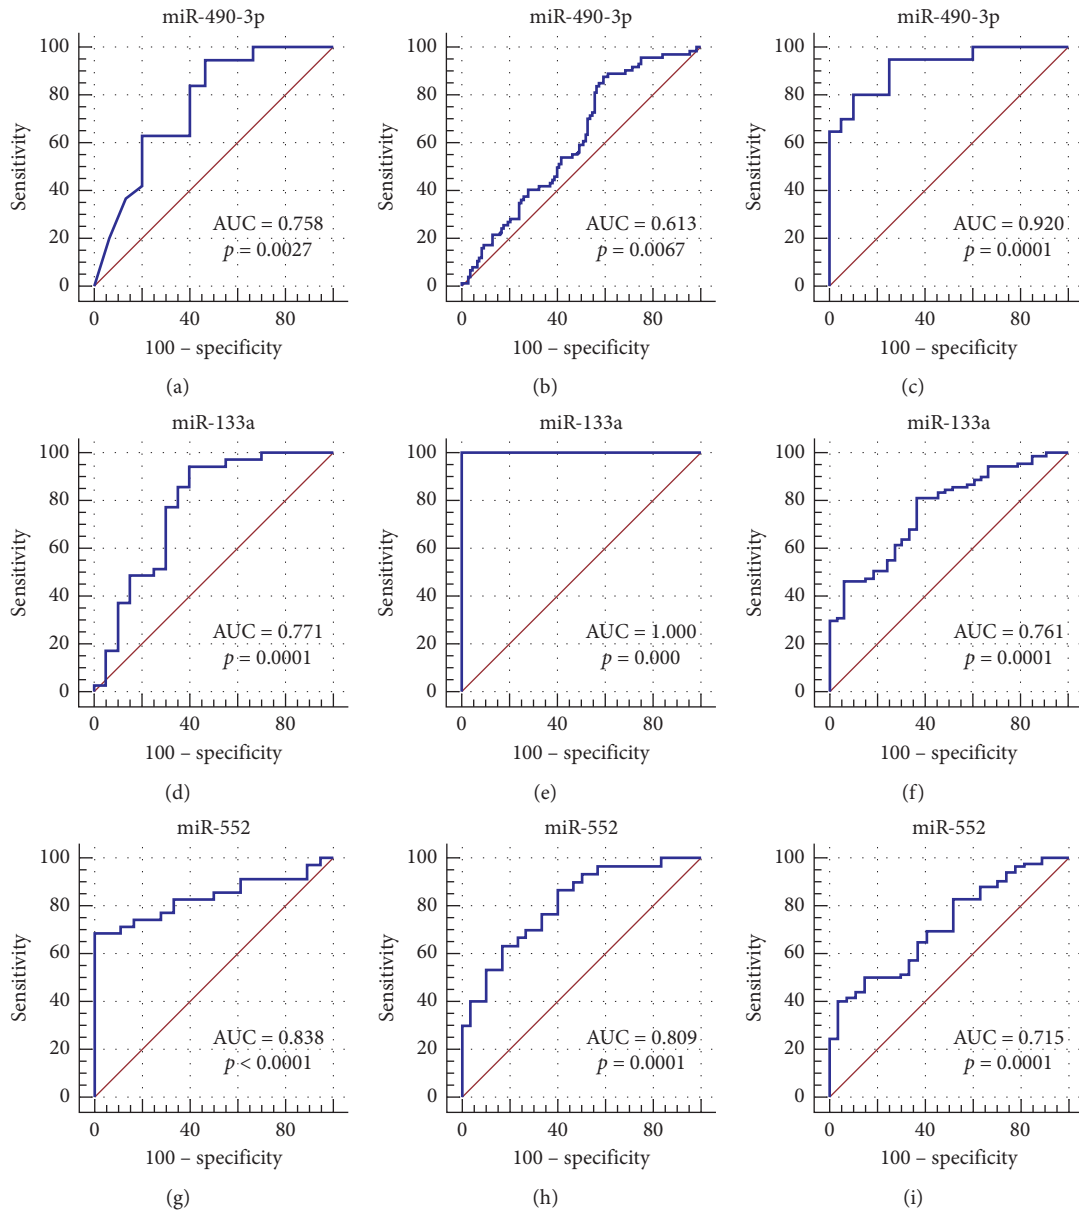 miR-490-3p
100
80
60
40
20
0
Sensitivity
AUC = 0.758
p = 0.0027
0 40 80
100 – specificity
(a)
miR-490-3p
100
80
60
40
20
0
Sensitivity
AUC = 0.613
p = 0.0067
0 40 80
100 – specificity
(b)
miR-490-3p
100
80
60
40
20
0
Sensitivity
AUC = 0.920
p = 0.0001
0 40 80
100 – specificity
(c)
miR-133a
100
80
60
40
20
0
Sensitivity
AUC = 0.771
p = 0.0001
0 40 80
100 – specificity
(d)
miR-133a
100
80
60
40
20
0
Sensitivity
AUC = 1.000
p = 0.000
0 40 80
100 – specificity
(e)
miR-133a
100
80
60
40
20
0
Sensitivity
AUC = 0.761
p = 0.0001
0 40 80
100 – specificity
(f)
miR-552
100
80
60
40
20
0
Sensitivity
AUC = 0.838
p < 0.0001
0 40 80
100 – specificity
(g)
miR-552
100
80
60
40
20
0
Sensitivity
AUC = 0.809
p = 0.0001
0 40 80
100 – specificity
(h)
miR-552
100
80
60
40
20
0
Sensitivity
AUC = 0.715
p = 0.0001
0 40 80
100 – specificity
(i)